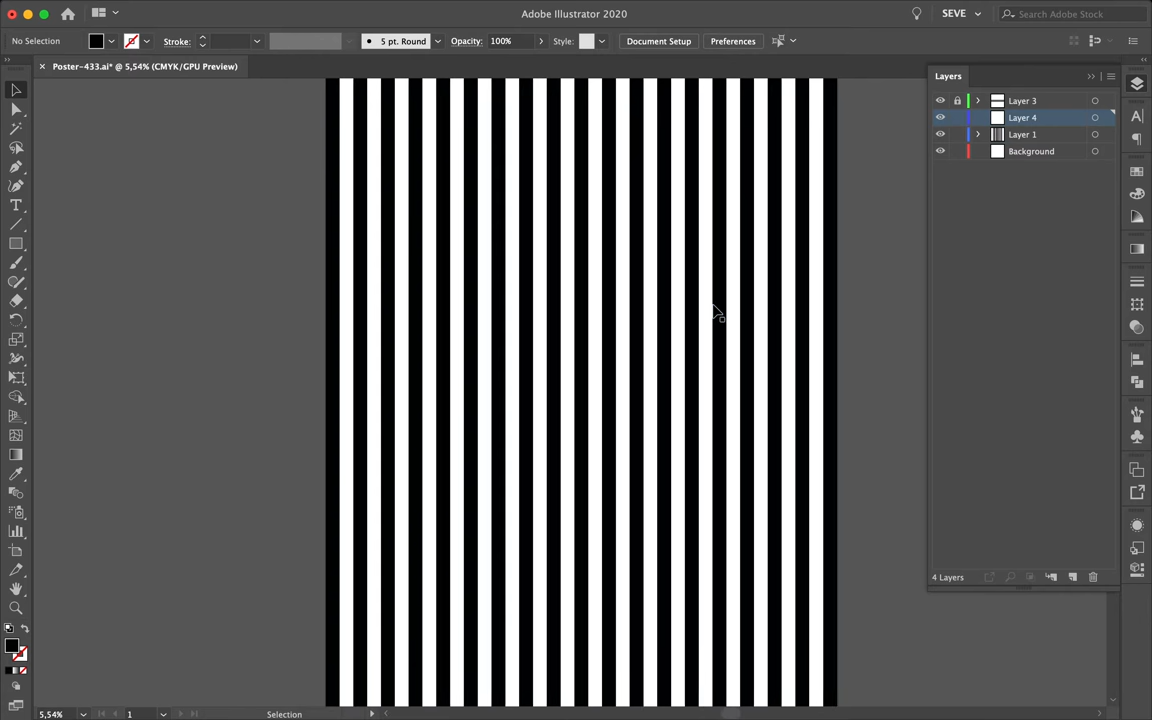 Adobe Illustrator 2020
SEVE
Search Adobe Stock
No Selection
Stroke:
5 pt. Round
Opacity:
100%
Style:
Document Setup
Preferences
Poster-433.ai* @ 5,54% (CMYK/GPU Preview)
Layers
Layer 3
Layer 4
Layer 1
Background
4 Layers
5,54%
1
Selection